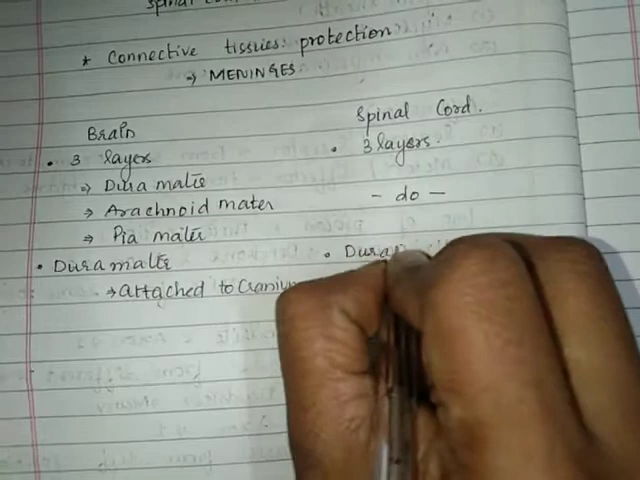 spinal
* Connective tissues: protection
→ MENINGES
Brain
Spinal Cord.
• 3 layers
• 3 layers.
→ Dura mater
→ Arachnoid mater
- do -
→ Pia mater
• Dura mater
• Dura
→ Attached to Cranium